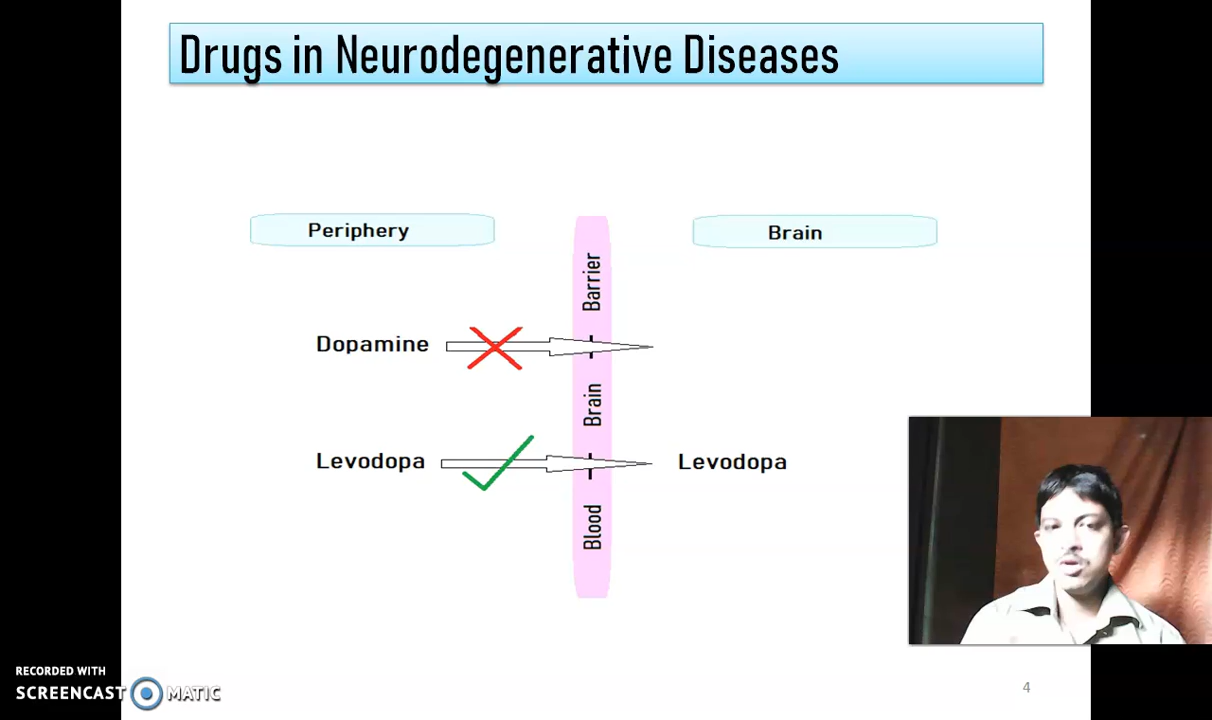 Drugs in Neurodegenerative Diseases
Periphery
Brain
Blood - Brain - Barrier
Dopamine
Levodopa
Levodopa
RECORDED WITH
SCREENCAST MATIC
4